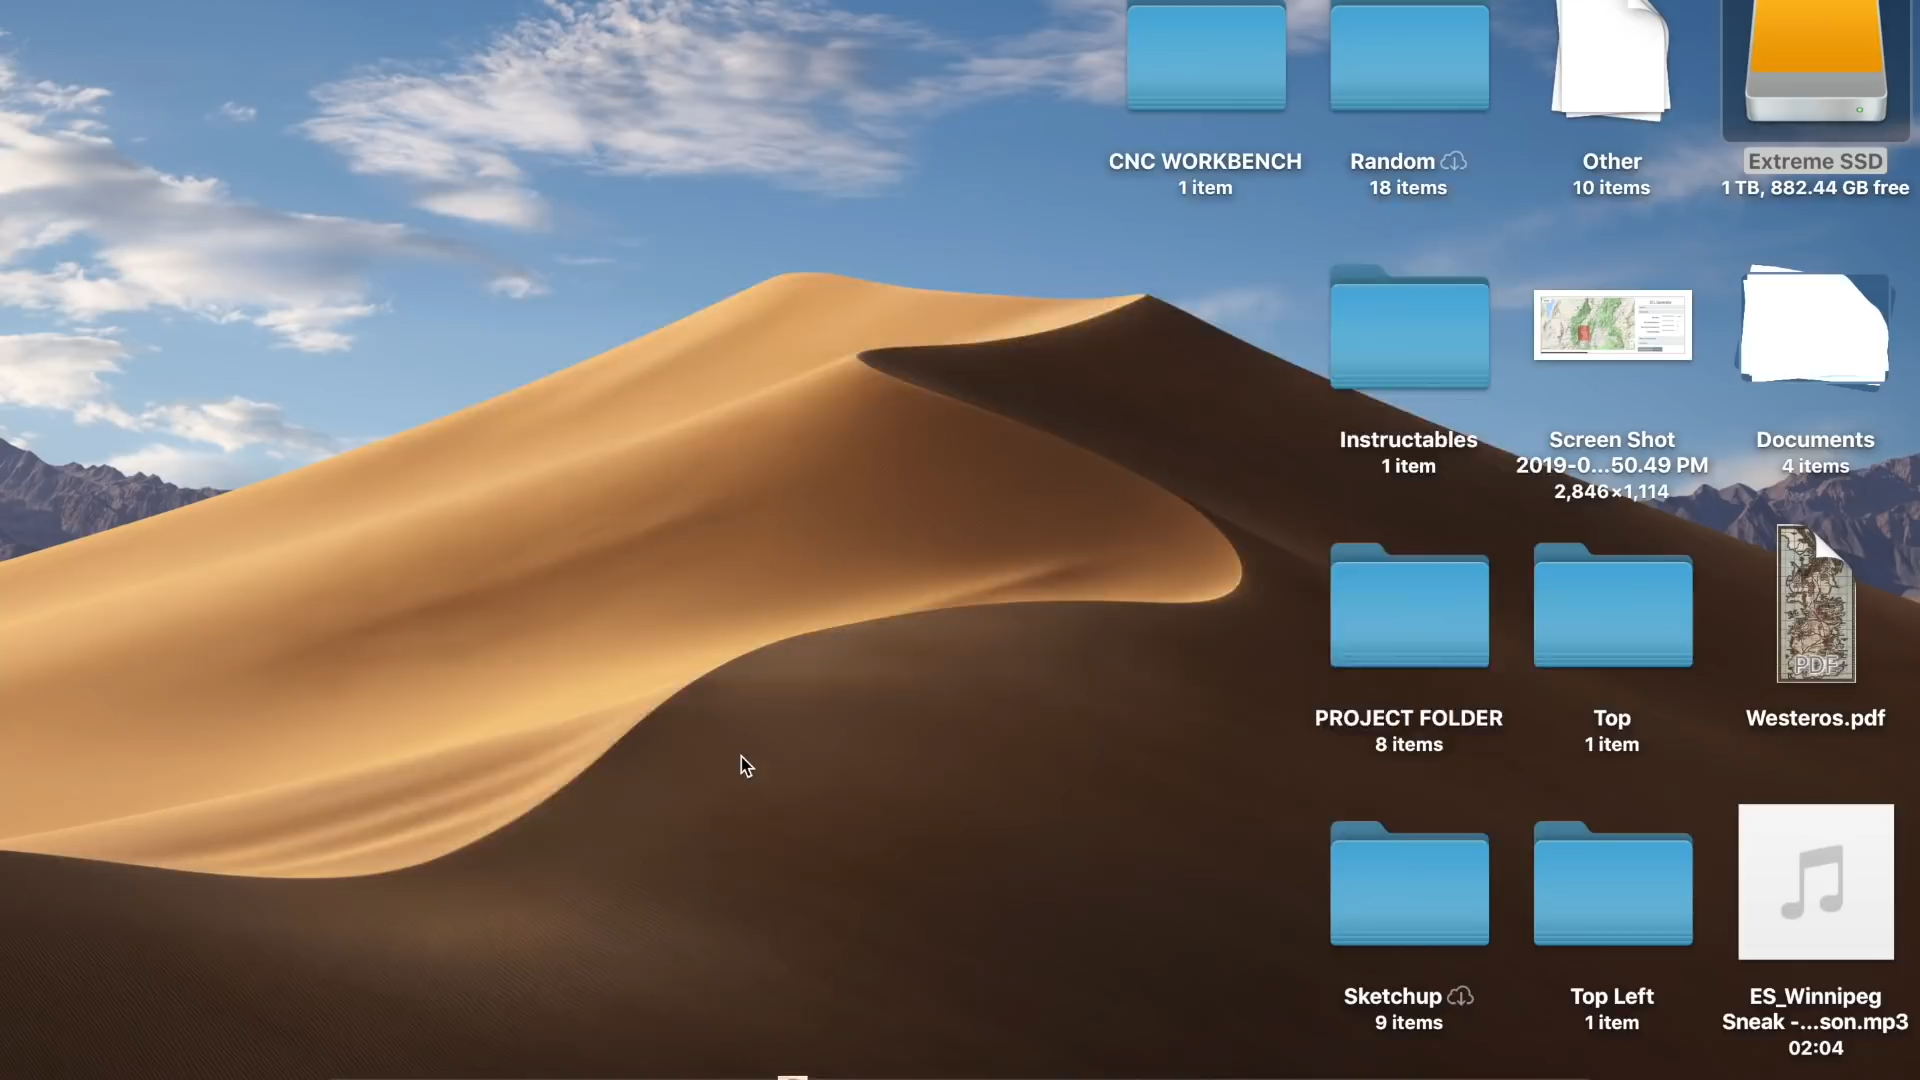 CNC WORKBENCH
1 item
Random
18 items
Other
10 items
Extreme SSD
1 TB, 882.44 GB free
Instructables
1 item
Screen Shot
2019-0...50.49 PM
2,846×1,114
Documents
4 items
PROJECT FOLDER
8 items
Top
1 item
PDF
Westeros.pdf
Sketchup
9 items
Top Left
1 item
ES_Winnipeg
Sneak -...son.mp3
02:04